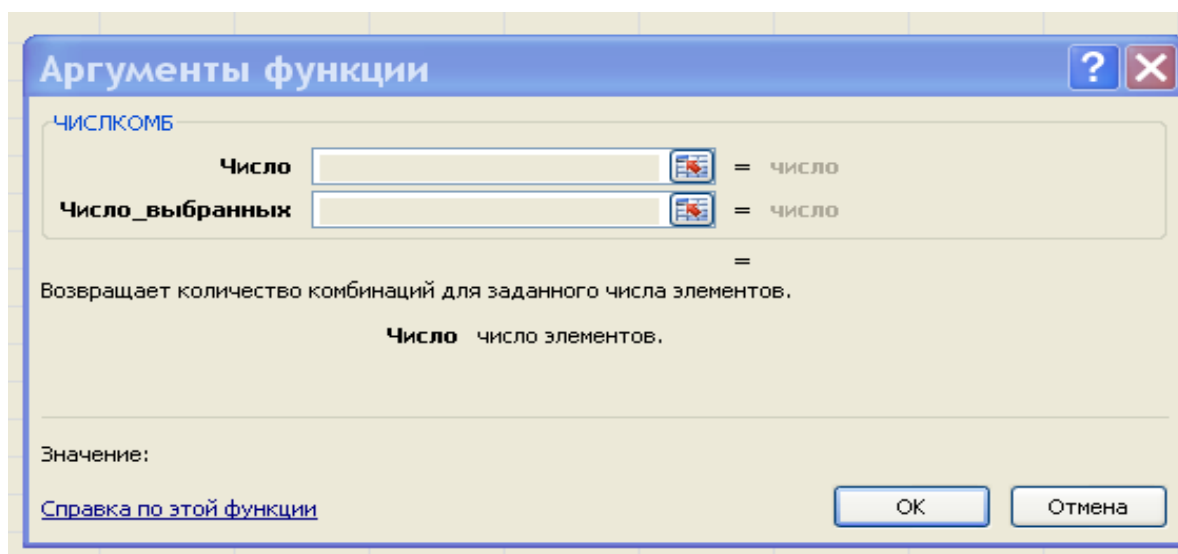 Аргументы функции ?
ЧИСЛКОМБ
Число = число
Число_выбранных = число
=
Возвращает количество комбинаций для заданного числа элементов.
Число число элементов.
Значение:
Справка по этой функции ОК Отмена